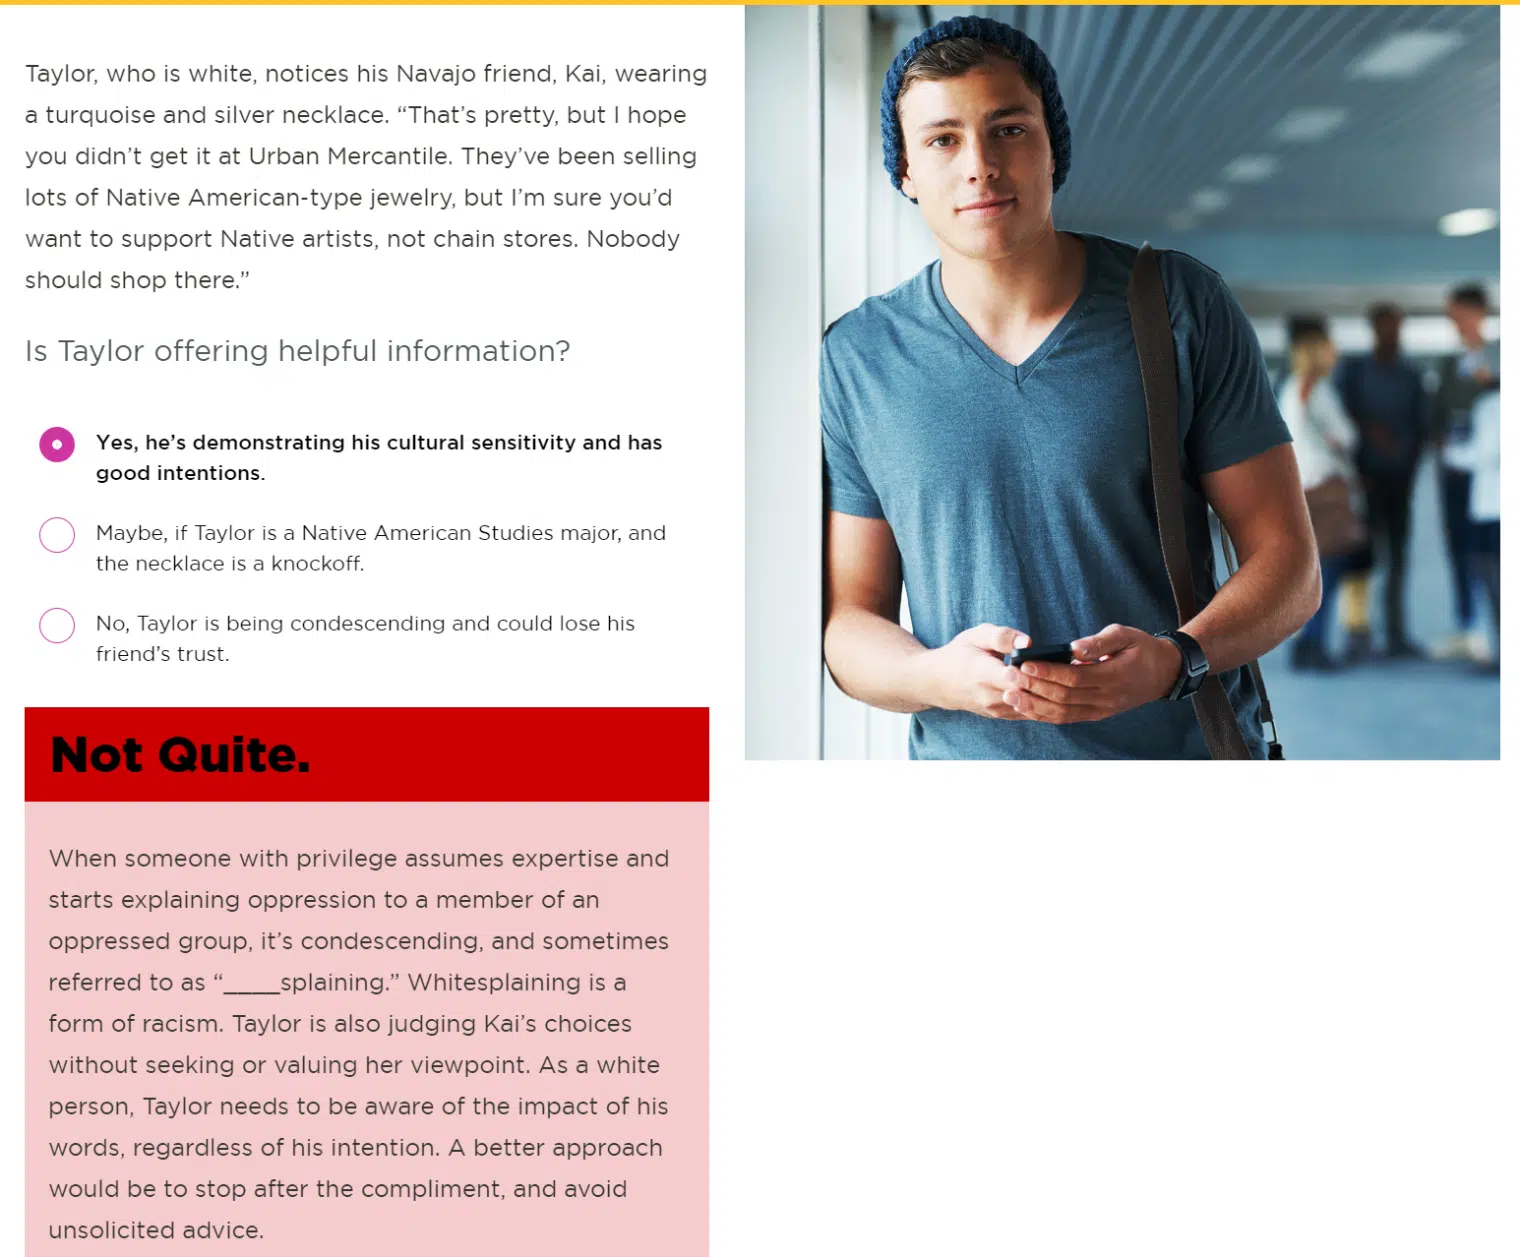 Taylor, who is white, notices his Navajo friend, Kai, wearing
a turquoise and silver necklace. “That’s pretty, but I hope
you didn’t get it at Urban Mercantile. They’ve been selling
lots of Native American-type jewelry, but I’m sure you’d
want to support Native artists, not chain stores. Nobody
should shop there.”
Is Taylor offering helpful information?
Yes, he’s demonstrating his cultural sensitivity and has
good intentions.
Maybe, if Taylor is a Native American Studies major, and
the necklace is a knockoff.
No, Taylor is being condescending and could lose his
friend’s trust.
Not Quite.
When someone with privilege assumes expertise and
starts explaining oppression to a member of an
oppressed group, it’s condescending, and sometimes
referred to as “____splaining.” Whitesplaining is a
form of racism. Taylor is also judging Kai’s choices
without seeking or valuing her viewpoint. As a white
person, Taylor needs to be aware of the impact of his
words, regardless of his intention. A better approach
would be to stop after the compliment, and avoid
unsolicited advice.